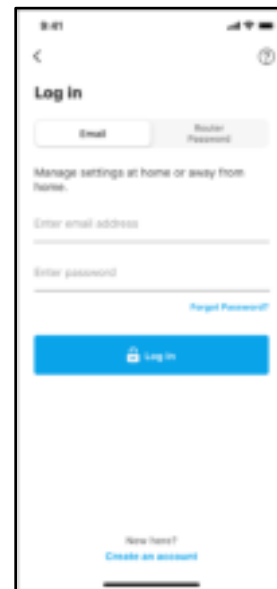 9:41
Log in
Email
Router
Password
Manage settings at home or away from
home.
Enter email address
Enter password
Forgot Password?
Log in
New here?
Create an account